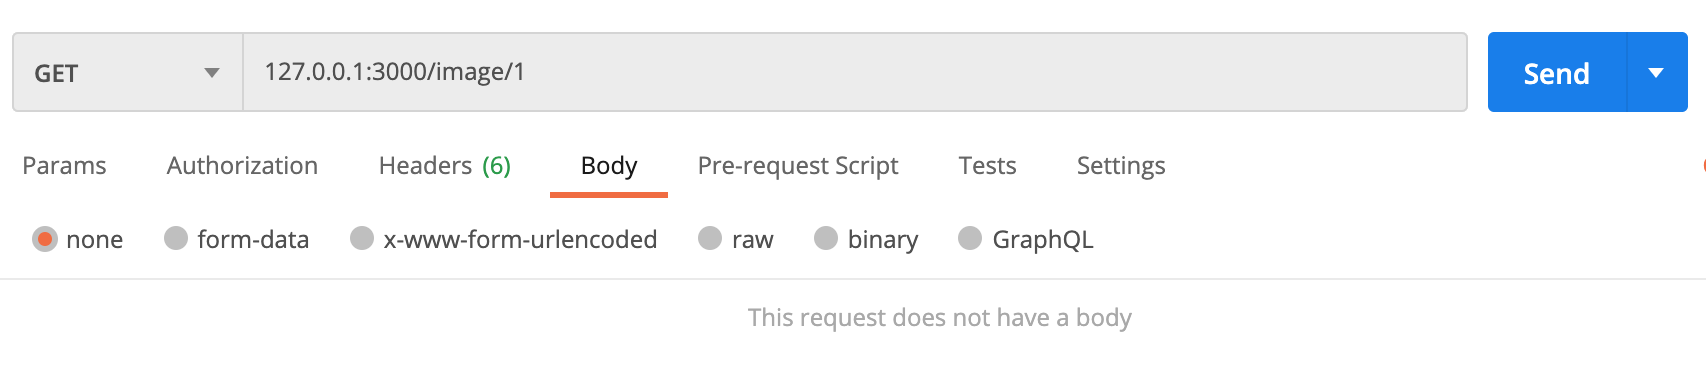 GET 127.0.0.1:3000/image/1 Send
Params Authorization Headers (6) Body Pre-request Script Tests Settings
none form-data x-www-form-urlencoded raw binary GraphQL
This request does not have a body